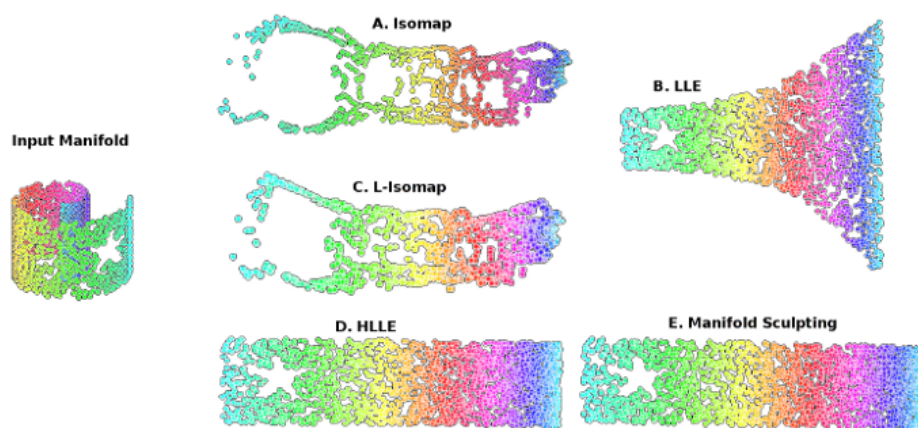 A. Isomap
B. LLE
Input Manifold
C. L-Isomap
D. HLLE
E. Manifold Sculpting